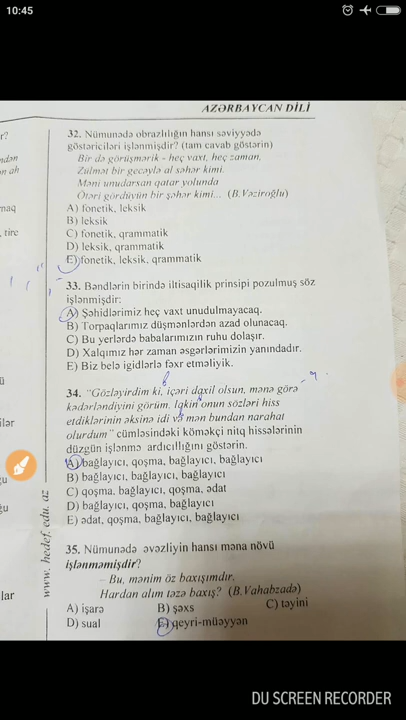 10:45
AZƏRBAYCAN DİLİ
32. Nümunədə obrazlılığın hansı səviyyədə
göstəriciləri işlənmişdir? (tam cavab göstərin)
Bir də görüşmərik - heç vaxt, heç zaman,
Zülmət bir gecəylə al səhər kimi.
Məni unudarsan qatar yolunda
Ötəri gördüyün bir şəhər kimi... (B.Vəziroğlu)
A) fonetik, leksik
B) leksik
C) fonetik, qrammatik
D) leksik, qrammatik
E) fonetik, leksik, qrammatik
33. Bəndlərin birində iltisaqilik prinsipi pozulmuş söz
işlənmişdir:
A) Şəhidlərimiz heç vaxt unudulmayacaq.
B) Torpaqlarımız düşmənlərdən azad olunacaq.
C) Bu yerlərdə babalarımızın ruhu dolaşır.
D) Xalqımız hər zaman əsgərlərimizin yanındadır.
E) Biz belə igidlərlə fəxr etməliyik.
34. "Gözləyirdim ki, içəri daxil olsun, mənə görə
kədərləndiyini görüm, lakin onun sözləri hiss
etdiklərinin əksinə idi və mən bundan narahat
olurdum" cümləsindəki köməkçi nitq hissələrinin
düzgün işlənmə ardıcıllığını göstərin.
A) bağlayıcı, qoşma, bağlayıcı, bağlayıcı
B) bağlayıcı, bağlayıcı, bağlayıcı
C) qoşma, bağlayıcı, qoşma, ədat
D) bağlayıcı, qoşma, bağlayıcı
E) ədat, qoşma, bağlayıcı, bağlayıcı
35. Nümunədə əvəzliyin hansı məna növü
işlənməmişdir?
– Bu, mənim öz baxışımdır,
Hardan alım təzə baxış? (B.Vahabzadə)
A) işarə B) şəxs C) təyini
D) sual E) qeyri-müəyyən
www.hedef.edu.az
DU SCREEN RECORDER